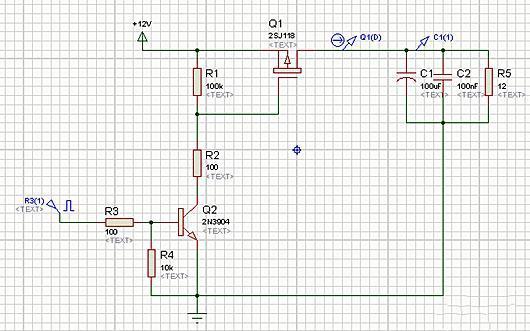 +12V
Q1
2SJ118
<TEXT>
Q1(D)
C1(1)
R1
100k
<TEXT>
C1
100uF
<TEXT>
C2
100nF
<TEXT>
R5
12
<TEXT>
R2
100
<TEXT>
R3(1)
<TEXT>
R3
100
<TEXT>
Q2
2N3904
<TEXT>
R4
10k
<TEXT>